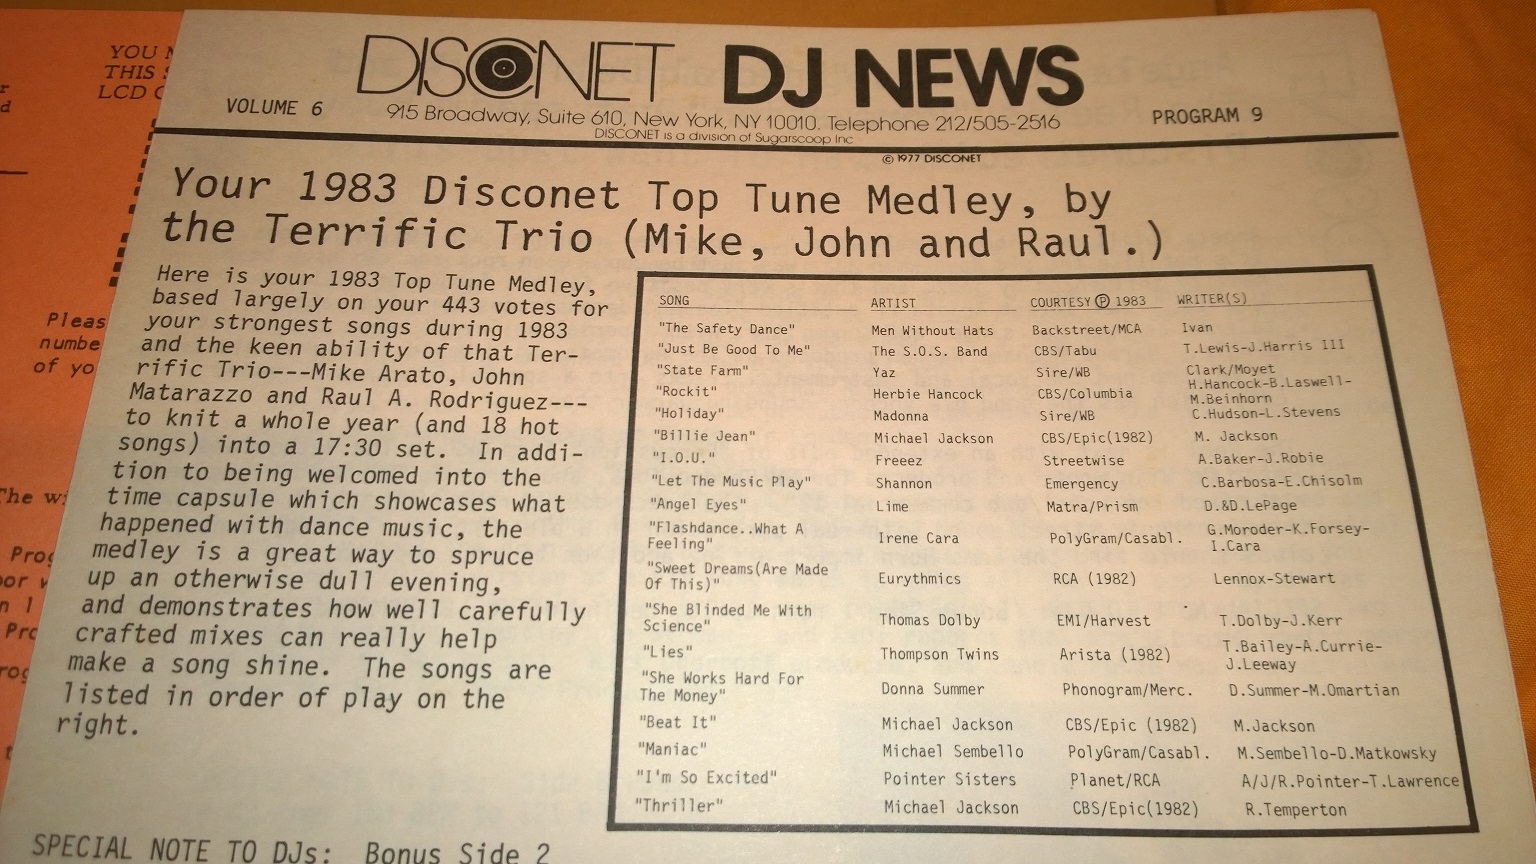 YOU
THIS
LCD
Pleas
numbe
of yo
DISCONET DJ NEWS
VOLUME 6
915 Broadway, Suite 610, New York, NY 10010. Telephone 212/505-2516
PROGRAM 9
DISCONET is a division of Sugarscoop Inc
© 1977 DISCONET
Your 1983 Disconet Top Tune Medley, by
the Terrific Trio (Mike, John and Raul.)
Here is your 1983 Top Tune Medley,
based largely on your 443 votes for
your strongest songs during 1983
and the keen ability of that Ter-
rific Trio---Mike Arato, John
Matarazzo and Raul A. Rodriguez---
to knit a whole year (and 18 hot
songs) into a 17:30 set. In addi-
tion to being welcomed into the
time capsule which showcases what
happened with dance music, the
medley is a great way to spruce
up an otherwise dull evening,
and demonstrates how well carefully
crafted mixes can really help
make a song shine. The songs are
listed in order of play on the
right.
SONG ARTIST COURTESY Ⓟ 1983 WRITER(S)
"The Safety Dance" Men Without Hats Backstreet/MCA Ivan
"Just Be Good To Me" The S.O.S. Band CBS/Tabu T.Lewis-J.Harris III
"State Farm" Yaz Sire/WB Clark/Moyet
"Rockit" Herbie Hancock CBS/Columbia H.Hancock-B.Laswell-
M.Beinhorn
"Holiday" Madonna Sire/WB C.Hudson-L.Stevens
"Billie Jean" Michael Jackson CBS/Epic(1982) M. Jackson
"I.O.U." Freeez Streetwise A.Baker-J.Robie
"Let The Music Play" Shannon Emergency C.Barbosa-E.Chisolm
"Angel Eyes" Lime Matra/Prism D.&D.LePage
"Flashdance..What A
Feeling" Irene Cara PolyGram/Casabl. G.Moroder-K.Forsey-
I.Cara
"Sweet Dreams(Are Made
Of This)" Eurythmics RCA (1982) Lennox-Stewart
"She Blinded Me With
Science" Thomas Dolby EMI/Harvest T.Dolby-J.Kerr
"Lies" Thompson Twins Arista (1982) T.Bailey-A.Currie-
J.Leeway
"She Works Hard For
The Money" Donna Summer Phonogram/Merc. D.Summer-M.Omartian
"Beat It" Michael Jackson CBS/Epic (1982) M.Jackson
"Maniac" Michael Sembello PolyGram/Casabl. M.Sembello-D.Matkowsky
"I'm So Excited" Pointer Sisters Planet/RCA A/J/R.Pointer-T.Lawrence
"Thriller" Michael Jackson CBS/Epic(1982) R.Temperton
SPECIAL NOTE TO DJs: Bonus Side 2